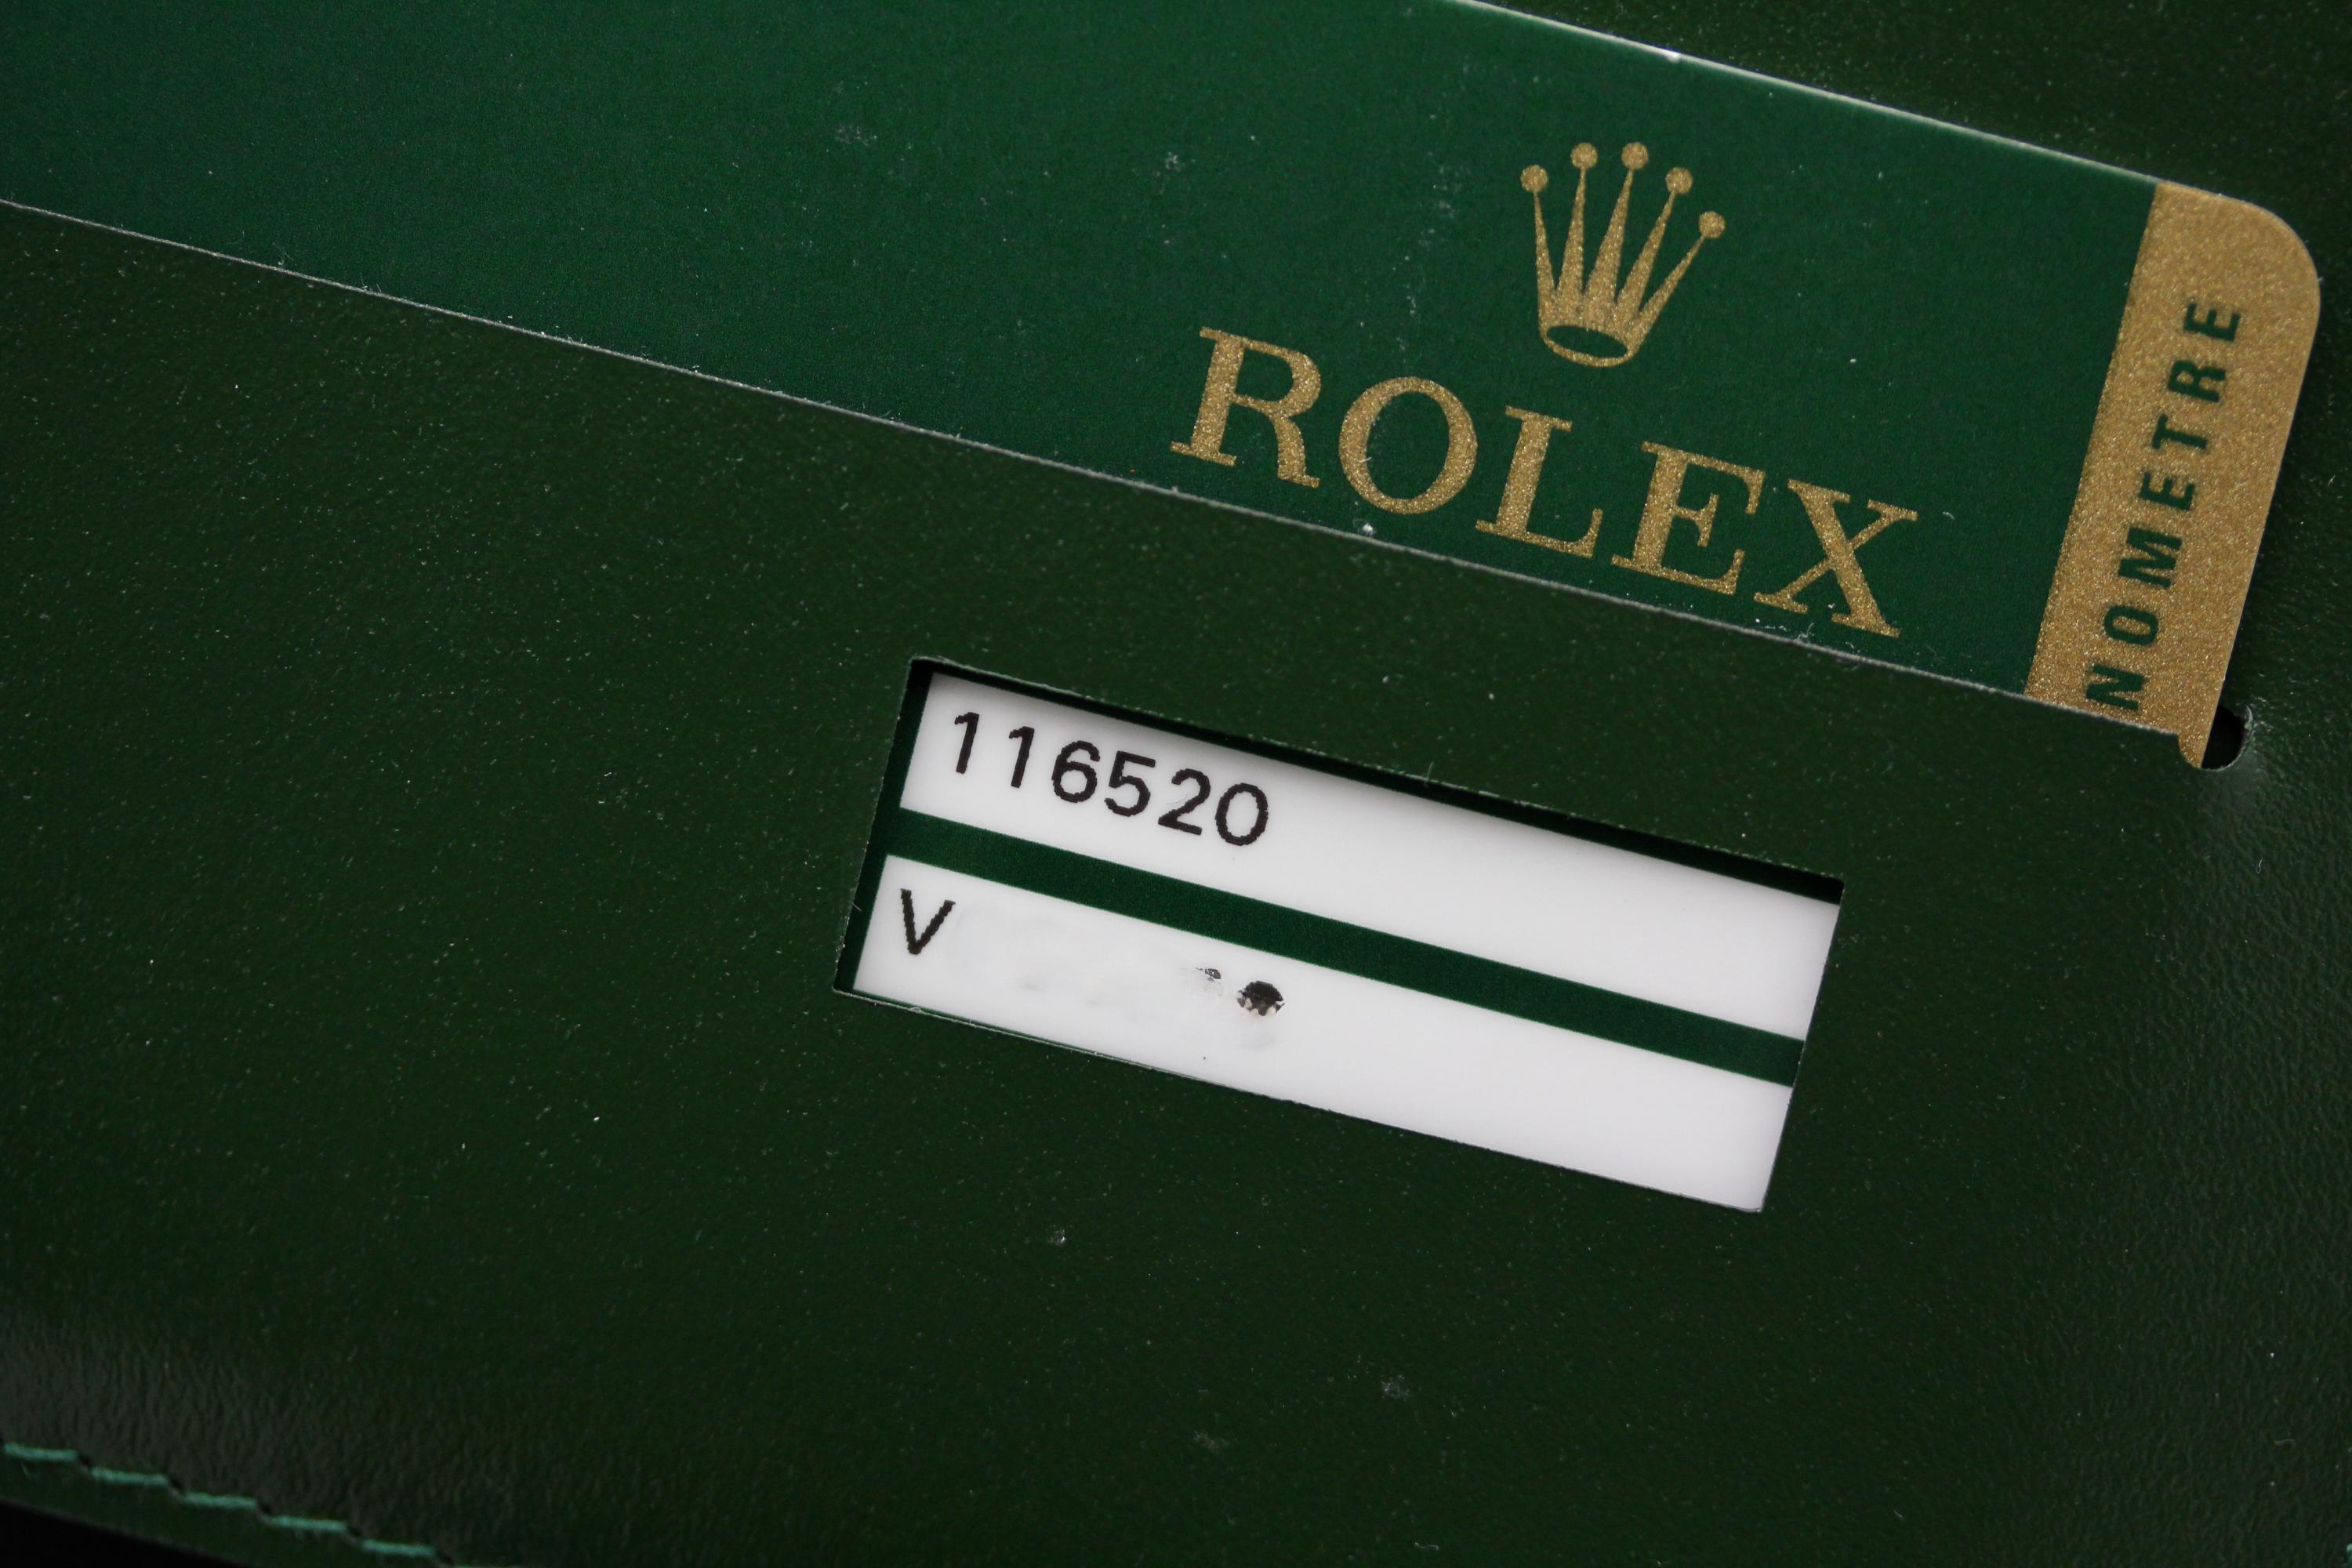 ROLEX
NOMETRE
116520
V